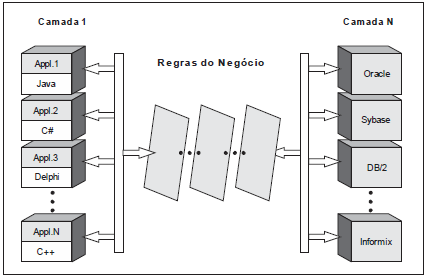 Camada 1
Camada N
Regras do Negócio
Appl.1
Java
Appl.2
C#
Appl.3
Delphi
Appl.N
C++
Oracle
Sybase
DB/2
Informix